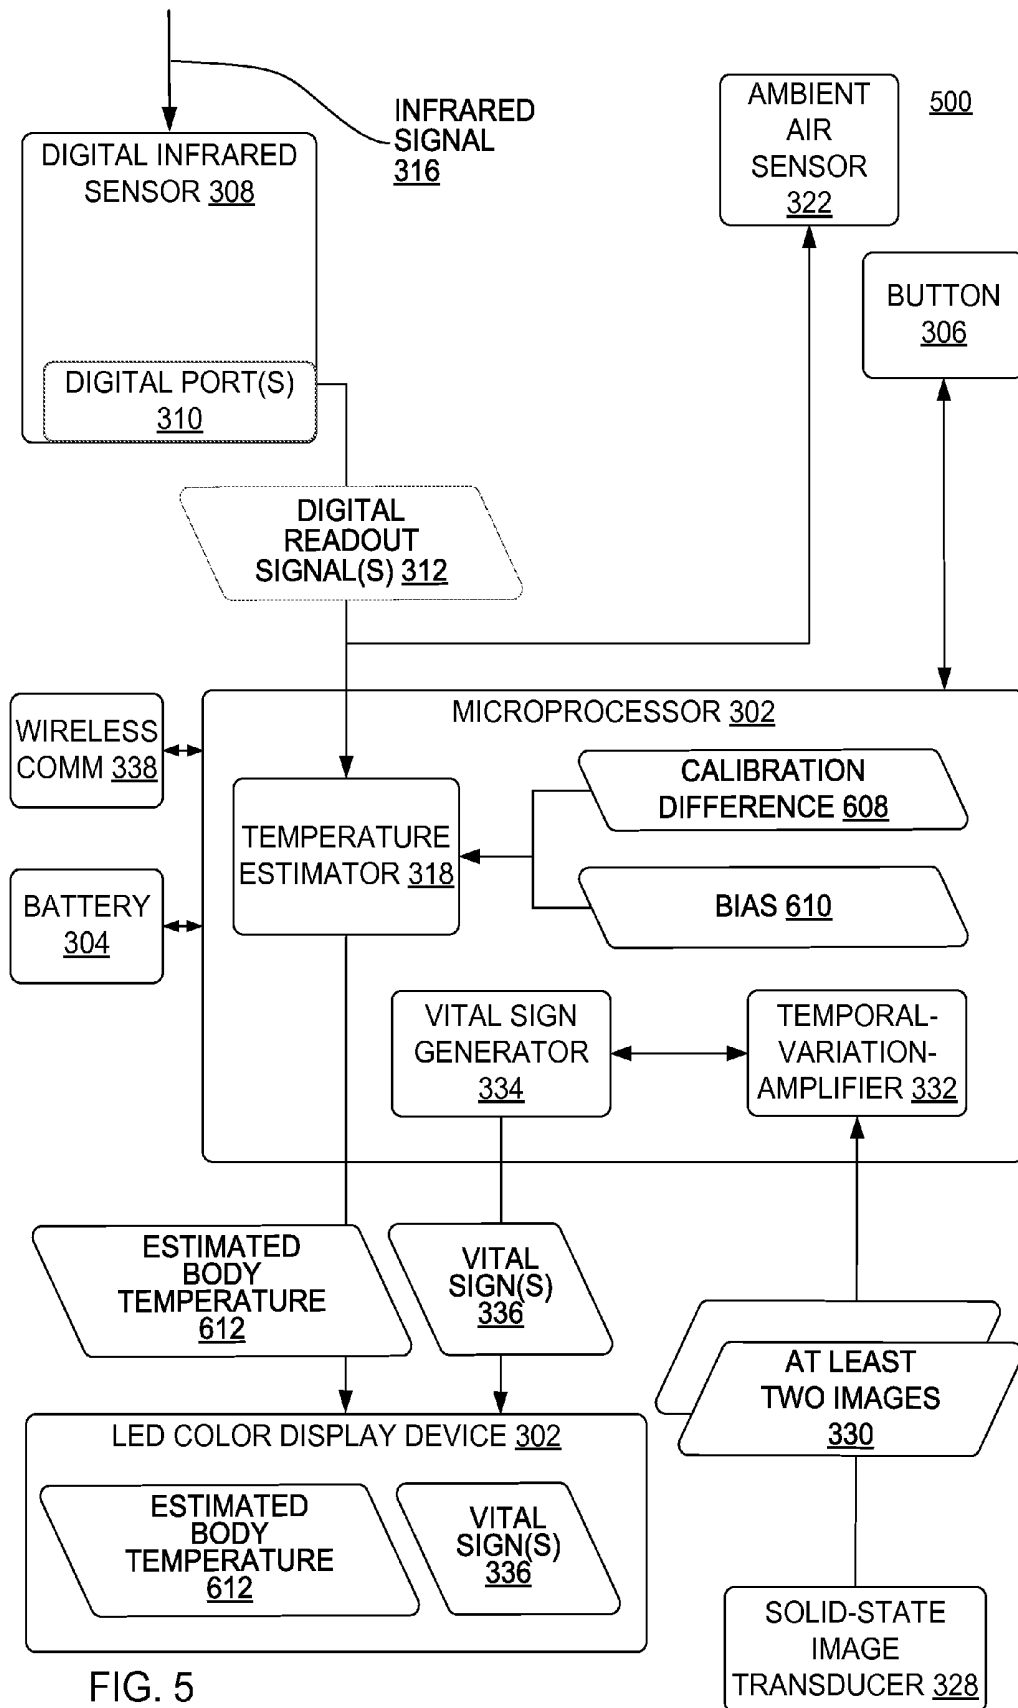 INFRARED
SIGNAL
316
DIGITAL INFRARED
SENSOR 308
AMBIENT
AIR
SENSOR
322
500
BUTTON
306
DIGITAL PORT(S)
310
DIGITAL
READOUT
SIGNAL(S) 312
MICROPROCESSOR 302
WIRELESS
COMM 338
CALIBRATION
DIFFERENCE 608
TEMPERATURE
ESTIMATOR 318
BATTERY
304
BIAS 610
VITAL SIGN
GENERATOR
334
TEMPORAL-
VARIATION-
AMPLIFIER 332
ESTIMATED
BODY
TEMPERATURE
612
VITAL
SIGN(S)
336
AT LEAST
TWO IMAGES
330
LED COLOR DISPLAY DEVICE 302
ESTIMATED
BODY
TEMPERATURE
612
VITAL
SIGN(S)
336
SOLID-STATE
IMAGE
TRANSDUCER 328
FIG. 5